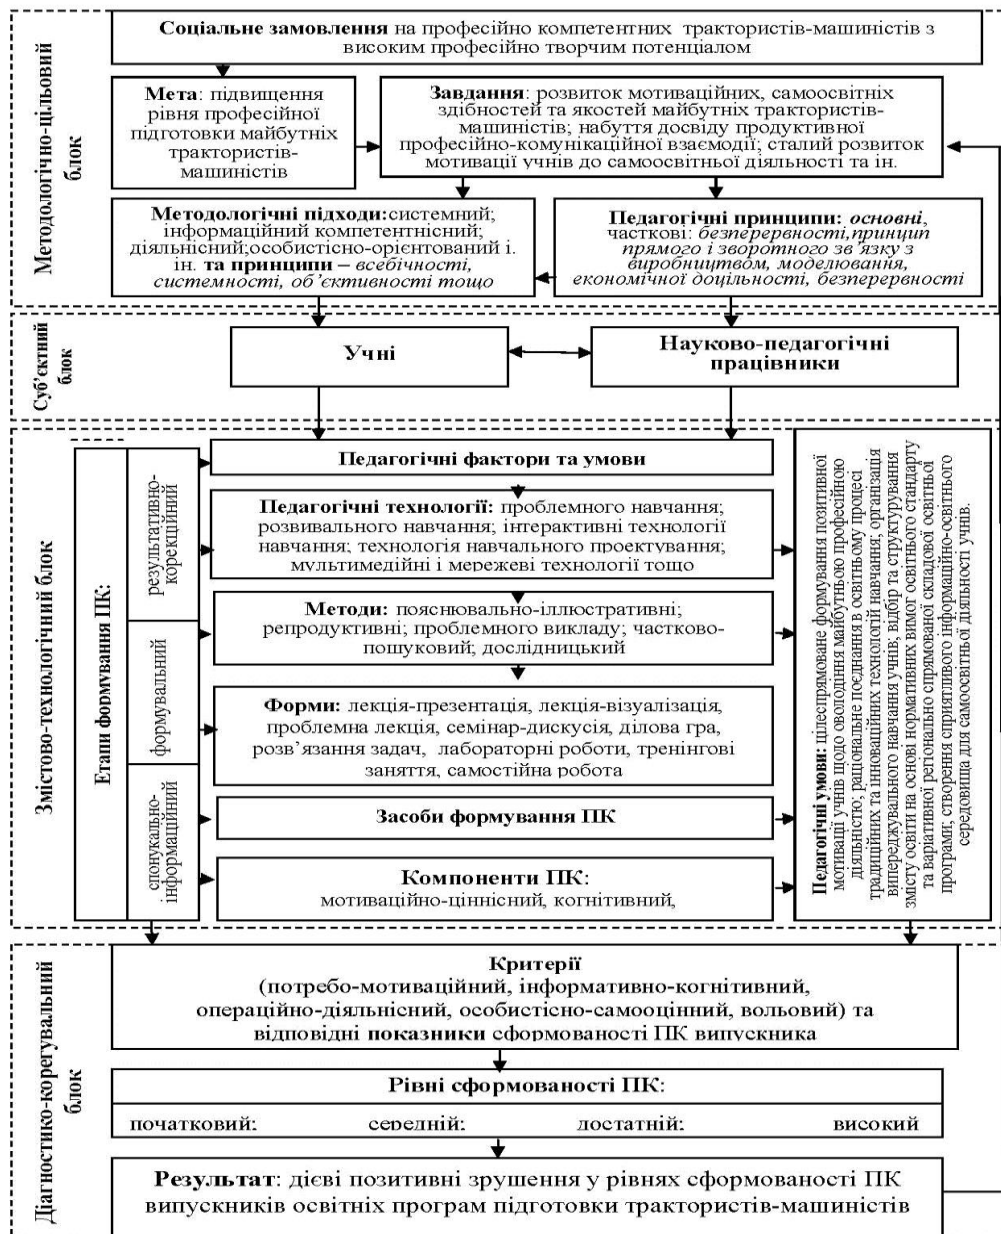 Методологічно-цільовий
блок
Соціальне замовлення на професійно компетентних трактористів-машиністів з
високим професійно творчим потенціалом
Мета: підвищення
рівня професійної
підготовки майбутніх
трактористів-
машиністів
Завдання: розвиток мотиваційних, самоосвітніх
здібностей та якостей майбутніх трактористів-
машиністів; набуття досвіду продуктивної
професійно-комунікаційної взаємодії; сталий розвиток
мотивації учнів до самоосвітньої діяльності та ін.
Методологічні підходи:системний;
інформаційний компетентнісний;
діяльнісний;особистісно-орієнтований і.
ін. та принципи – всебічності,
системності, об’єктивності тощо
Педагогічні принципи: основні,
часткові: безперервності,принцип
прямого і зворотного зв’язку з
виробництвом, моделювання,
економічної доцільності, безперервності
Суб’єктний
блок
Учні
Науково-педагогічні
працівники
Змістово-технологічний блок
Етапи формування ПК:
результативно-
корекційний
формувальний
спонукально-
інформаційний
Педагогічні фактори та умови
Педагогічні технології: проблемного навчання;
розвивального навчання; інтерактивні технології
навчання; технологія навчального проектування;
мультимедійні і мережеві технології тощо
Методи: пояснювально-іллюстративні;
репродуктивні; проблемного викладу; частково-
пошуковий; дослідницький
Форми: лекція-презентація, лекція-візуалізація,
проблемна лекція, семінар-дискусія, ділова гра,
розв’язання задач, лабораторні роботи, тренінгові
заняття, самостійна робота
Засоби формування ПК
Компоненти ПК:
мотиваційно-ціннісний, когнітивний,
Педагогічні умови: цілеспрямоване формування позитивної
мотивації учнів щодо оволодіння майбутньою професійною
діяльністю; раціональне поєднання в освітньому процесі
традиційних та інноваційних технологій навчання; організація
випереджувального навчання учнів; відбір та структурування
змісту освіти на основі нормативних вимог освітнього стандарту
та варіативної регіонально спрямованої складової освітньої
програми; створення сприятливого інформаційно-освітнього
середовища для самоосвітньої діяльності учнів.
Діагностико-корегувальний
блок
Критерії
(потребо-мотиваційний, інформативно-когнітивний,
операційно-діяльнісний, особистісно-самооцінний, вольовий) та
відповідні показники сформованості ПК випускника
Рівні сформованості ПК:
початковий; середній; достатній; високий
Результат: дієві позитивні зрушення у рівнях сформованості ПК
випускників освітніх програм підготовки трактористів-машиністів